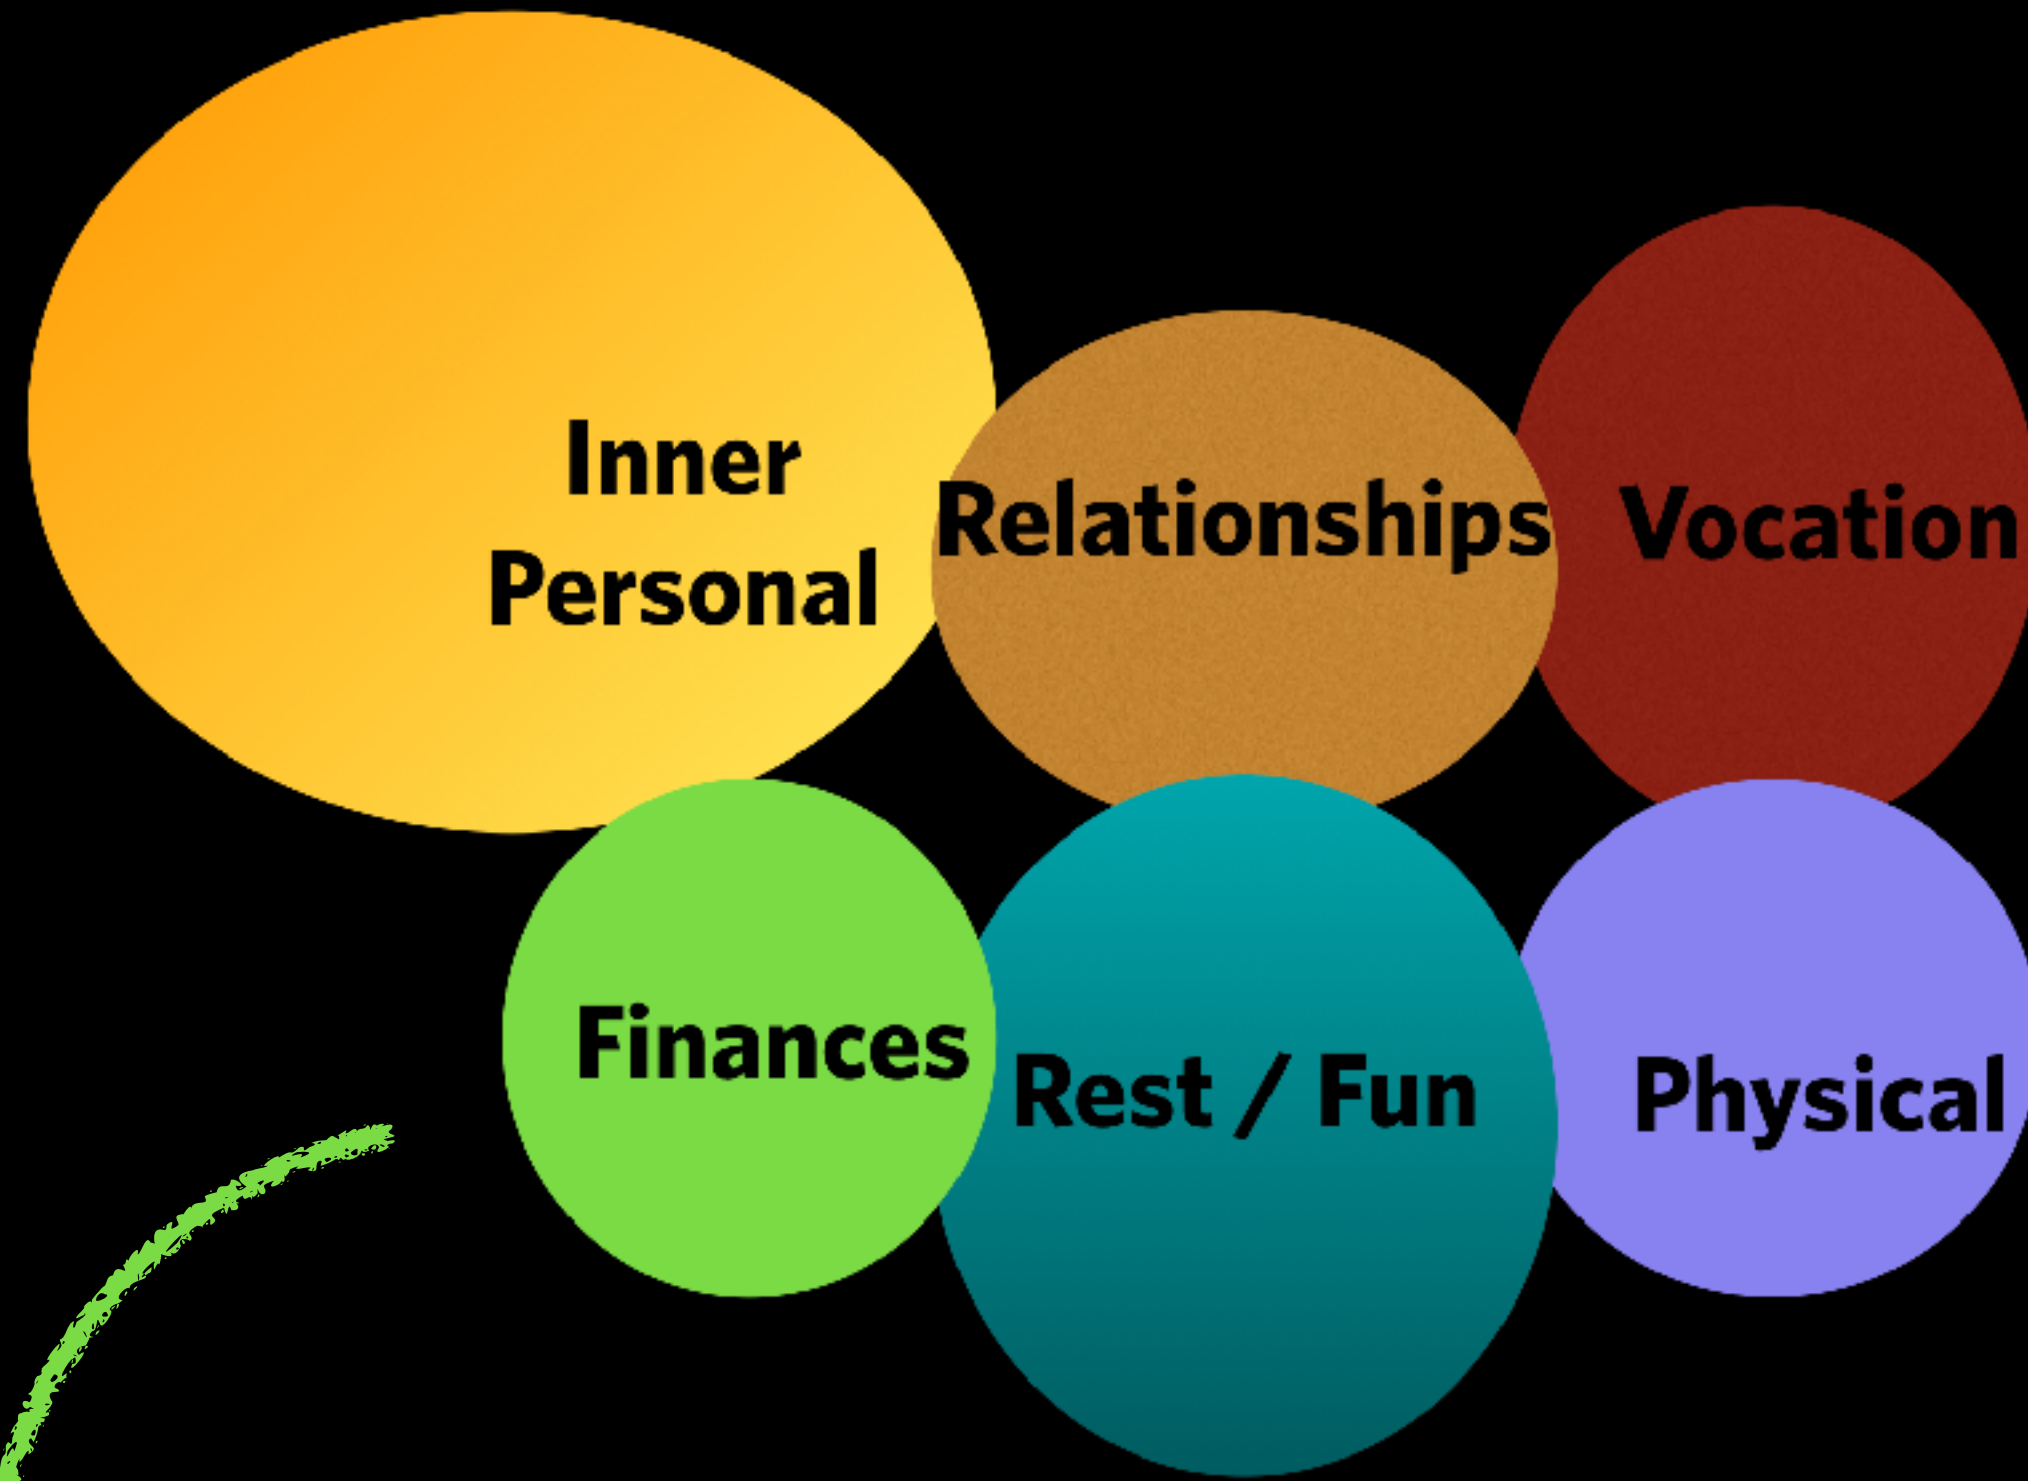 Inner
Personal
Relationships
Vocation
Finances
Rest / Fun
Physical